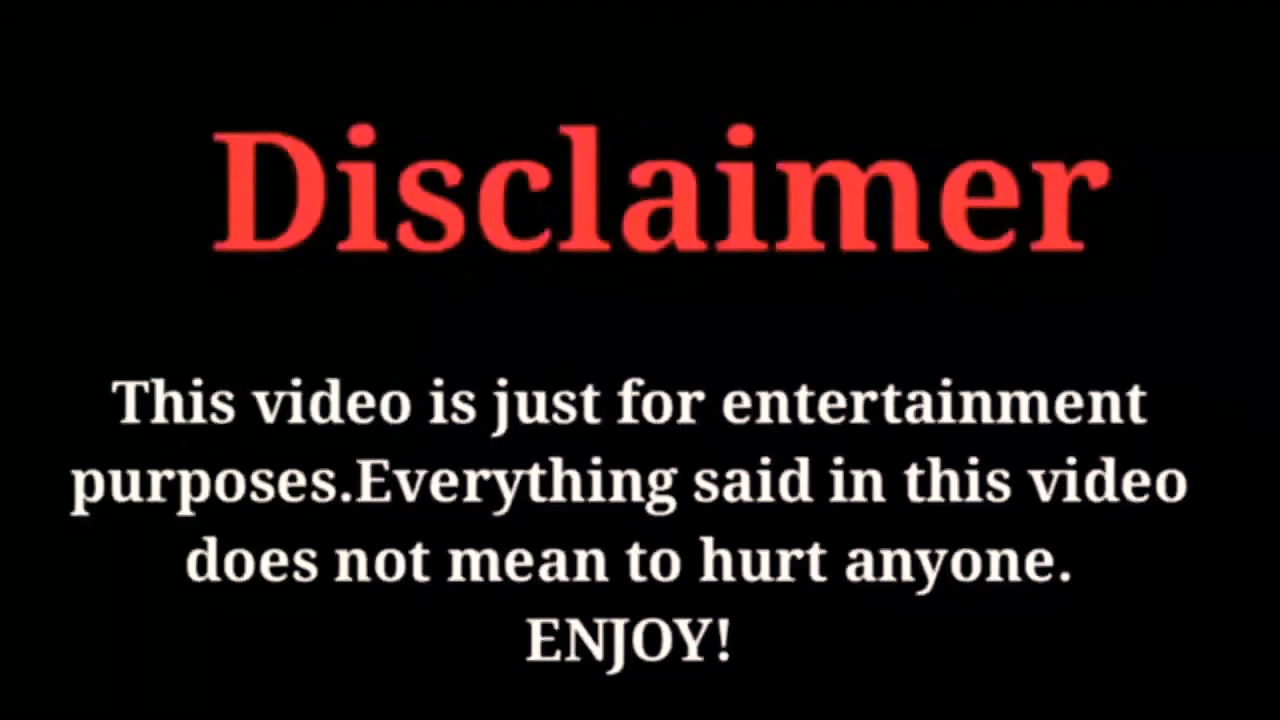 Disclaimer
This video is just for entertainment
purposes.Everything said in this video
does not mean to hurt anyone.
ENJOY!